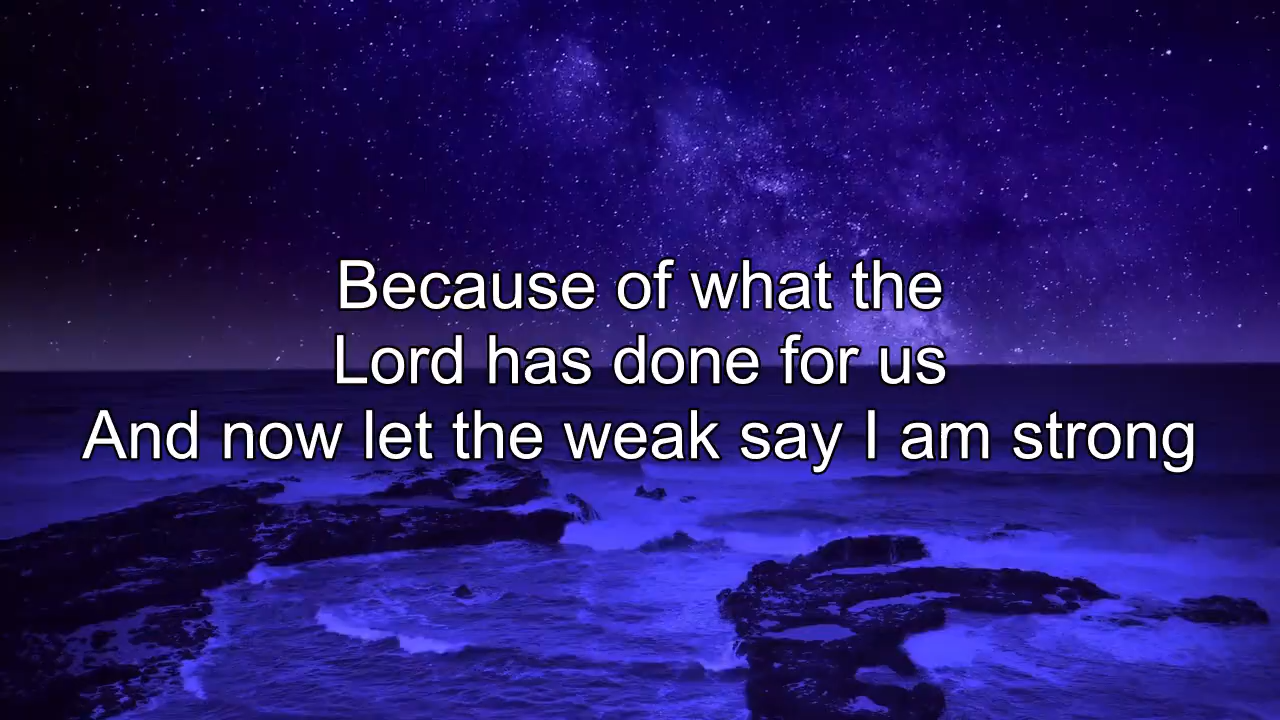 Because of what the
Lord has done for us
And now let the weak say I am strong